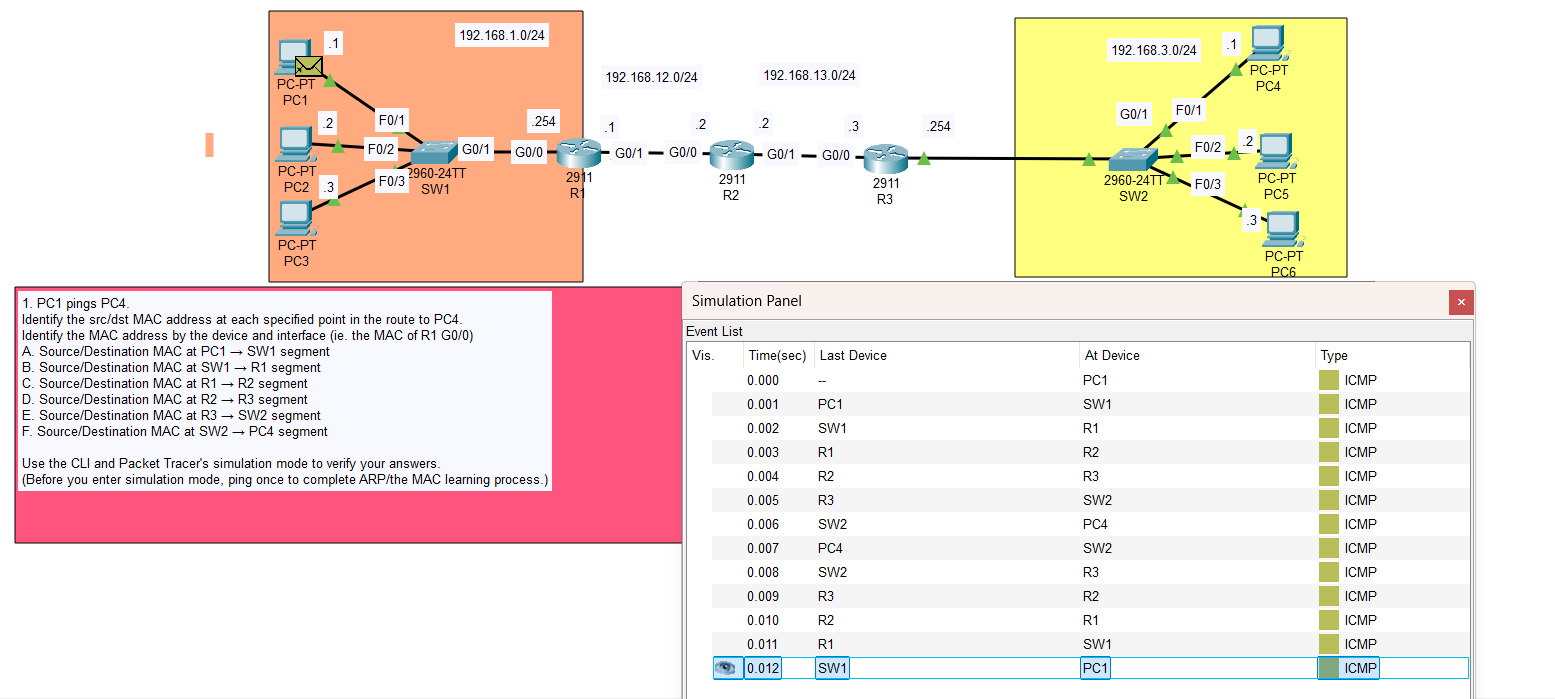 192.168.1.0/24
.1
PC-PT
PC1
F0/1
.2
F0/2
PC-PT
PC2
.3
F0/3
PC-PT
PC3
2960-24TT
SW1
G0/1
.254
G0/0
2911
R1
192.168.12.0/24
.1
G0/1
.2
G0/0
2911
R2
192.168.13.0/24
.2
G0/1
.3
G0/0
2911
R3
.254
192.168.3.0/24
G0/1
2960-24TT
SW2
F0/1
.1
PC-PT
PC4
F0/2
.2
PC-PT
PC5
F0/3
.3
PC-PT
PC6
1. PC1 pings PC4.
Identify the src/dst MAC address at each specified point in the route to PC4.
Identify the MAC address by the device and interface (ie. the MAC of R1 G0/0)
A. Source/Destination MAC at PC1 → SW1 segment
B. Source/Destination MAC at SW1 → R1 segment
C. Source/Destination MAC at R1 → R2 segment
D. Source/Destination MAC at R2 → R3 segment
E. Source/Destination MAC at R3 → SW2 segment
F. Source/Destination MAC at SW2 → PC4 segment
Use the CLI and Packet Tracer's simulation mode to verify your answers.
(Before you enter simulation mode, ping once to complete ARP/the MAC learning process.)
Simulation Panel
Event List
Vis. Time(sec) Last Device At Device Type
0.000 -- PC1 ICMP
0.001 PC1 SW1 ICMP
0.002 SW1 R1 ICMP
0.003 R1 R2 ICMP
0.004 R2 R3 ICMP
0.005 R3 SW2 ICMP
0.006 SW2 PC4 ICMP
0.007 PC4 SW2 ICMP
0.008 SW2 R3 ICMP
0.009 R3 R2 ICMP
0.010 R2 R1 ICMP
0.011 R1 SW1 ICMP
0.012 SW1 PC1 ICMP